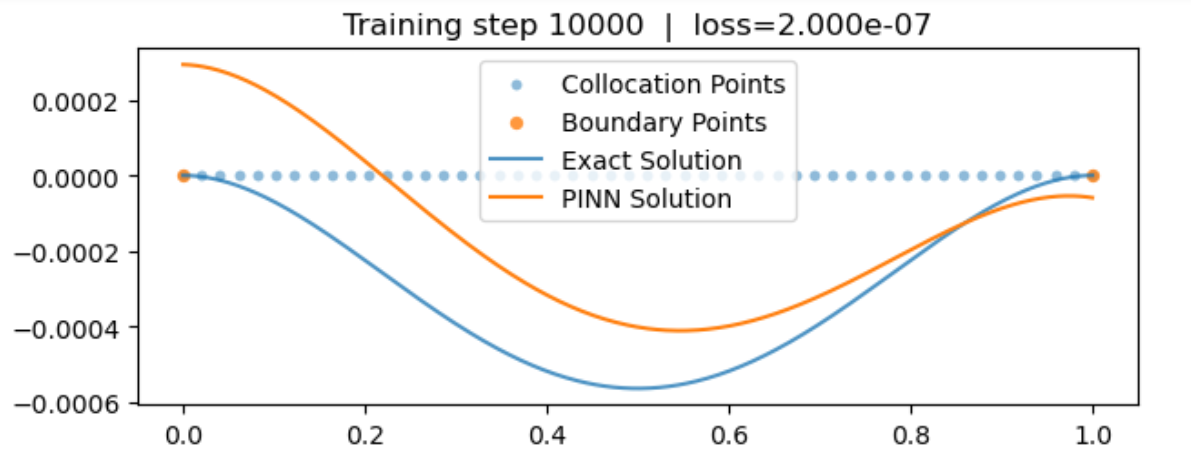 Training step 10000 | loss=2.000e-07
Collocation Points
Boundary Points
Exact Solution
PINN Solution
0.0002
0.0000
−0.0002
−0.0004
−0.0006
0.0 0.2 0.4 0.6 0.8 1.0